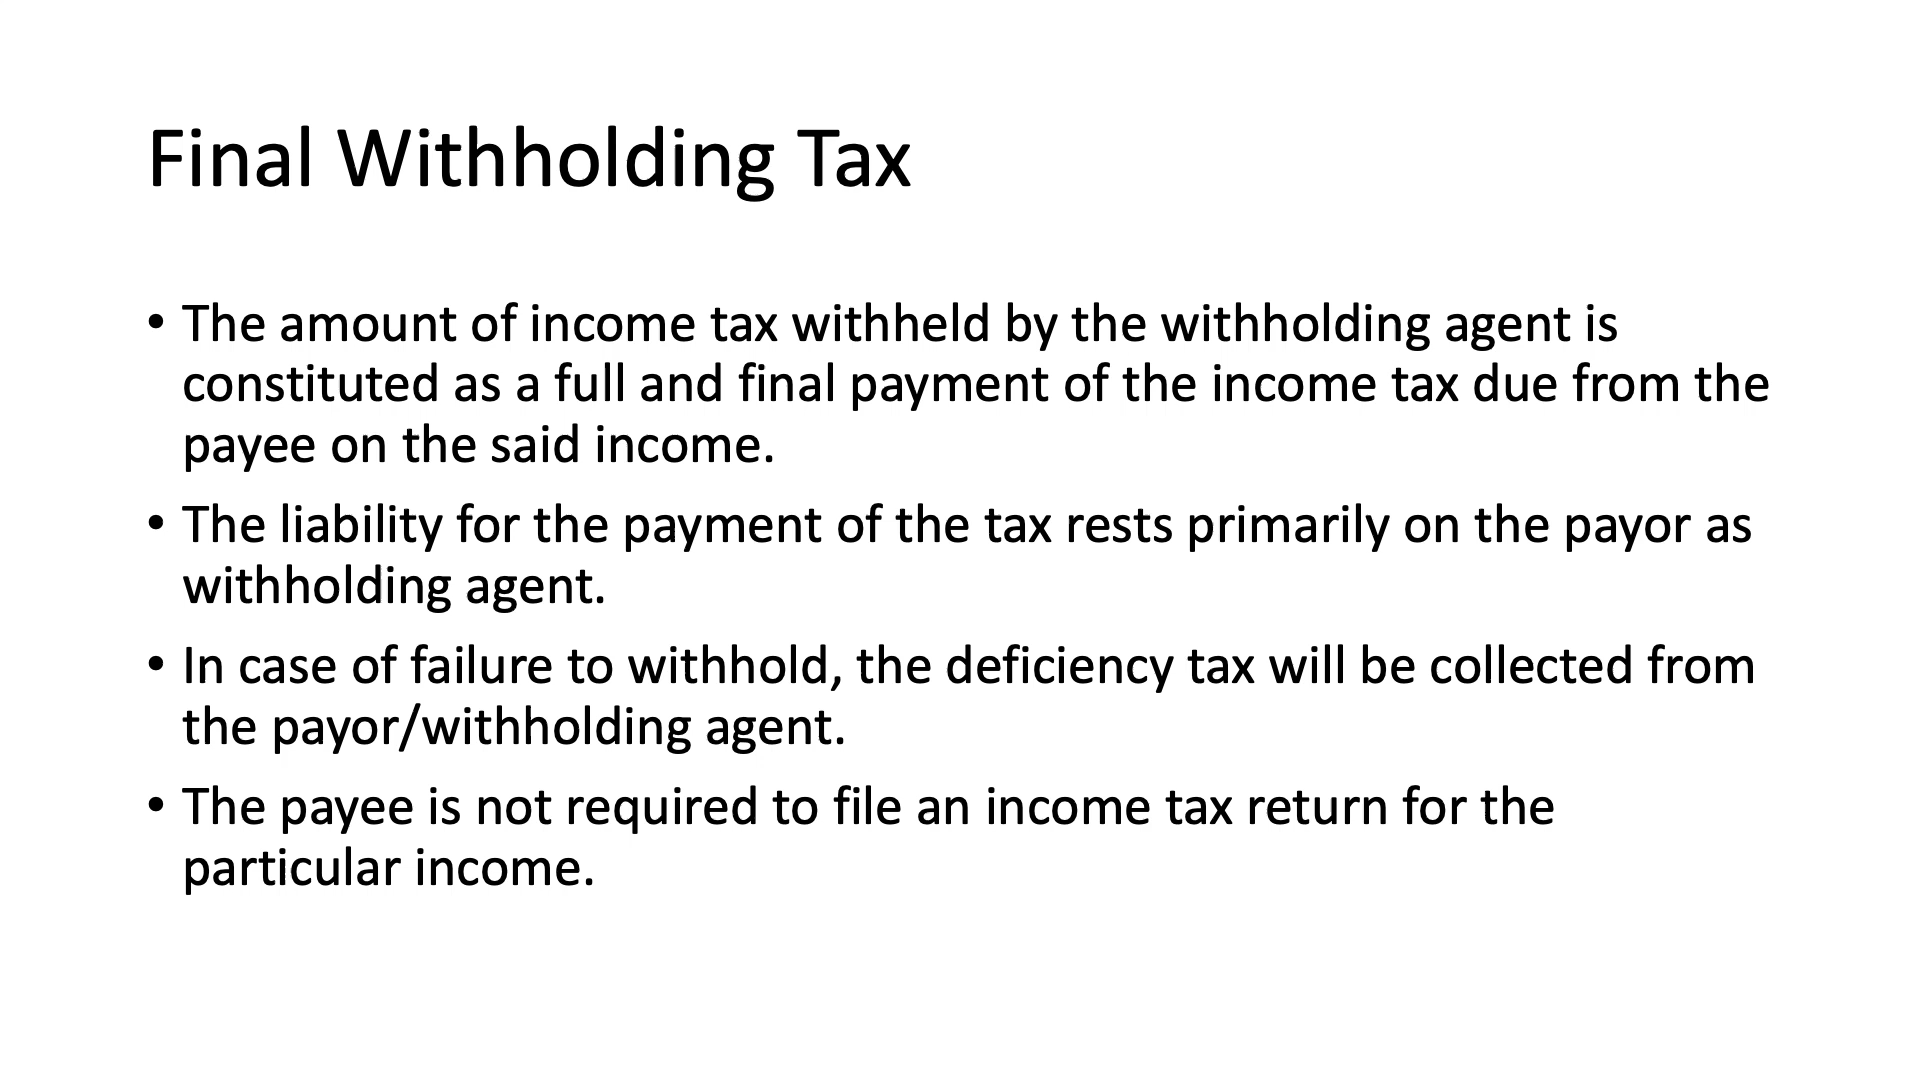 Final Withholding Tax
• The amount of income tax withheld by the withholding agent is
constituted as a full and final payment of the income tax due from the
payee on the said income.
• The liability for the payment of the tax rests primarily on the payor as
withholding agent.
• In case of failure to withhold, the deficiency tax will be collected from
the payor/withholding agent.
• The payee is not required to file an income tax return for the
particular income.